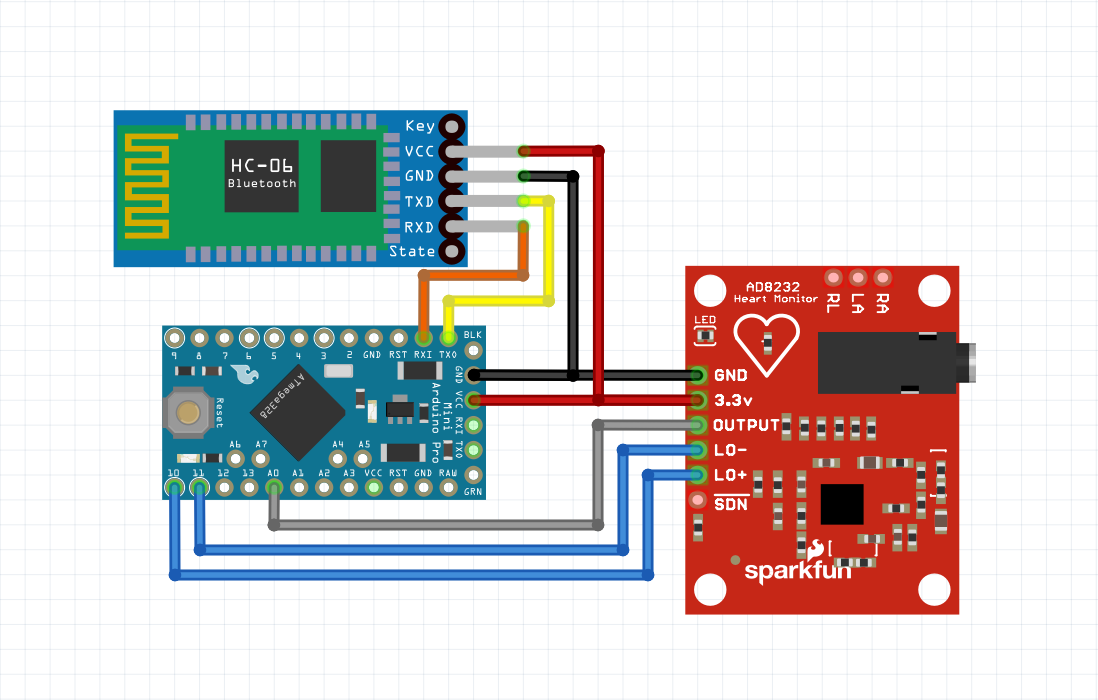 Key
VCC
HC-06
Bluetooth
GND
TXD
RXD
State
AD8232
Heart Monitor
RL
LA
RA
LED
GND
3.3v
OUTPUT
LO-
LO+
SDN
sparkfun
BLK
9 8 7 6 5 4 3 2 GND RST RXI TXO
GND
VCC
RXI
TXO
Arduino
Mini
Pro
ATmega328
Reset
A6 A7 A4 A5
10 11 12 13 A0 A1 A2 A3 VCC RST GND RAW
GRN